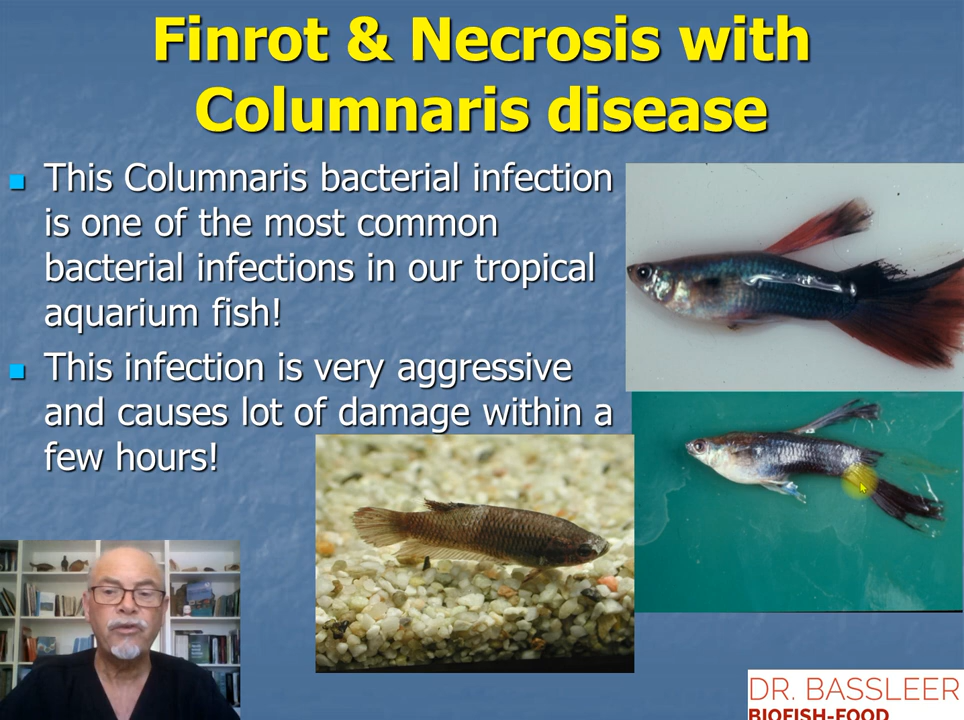 Finrot & Necrosis with
Columnaris disease
This Columnaris bacterial infection
is one of the most common
bacterial infections in our tropical
aquarium fish!
This infection is very aggressive
and causes lot of damage within a
few hours!
DR. BASSLEER
BIOFISH-FOOD